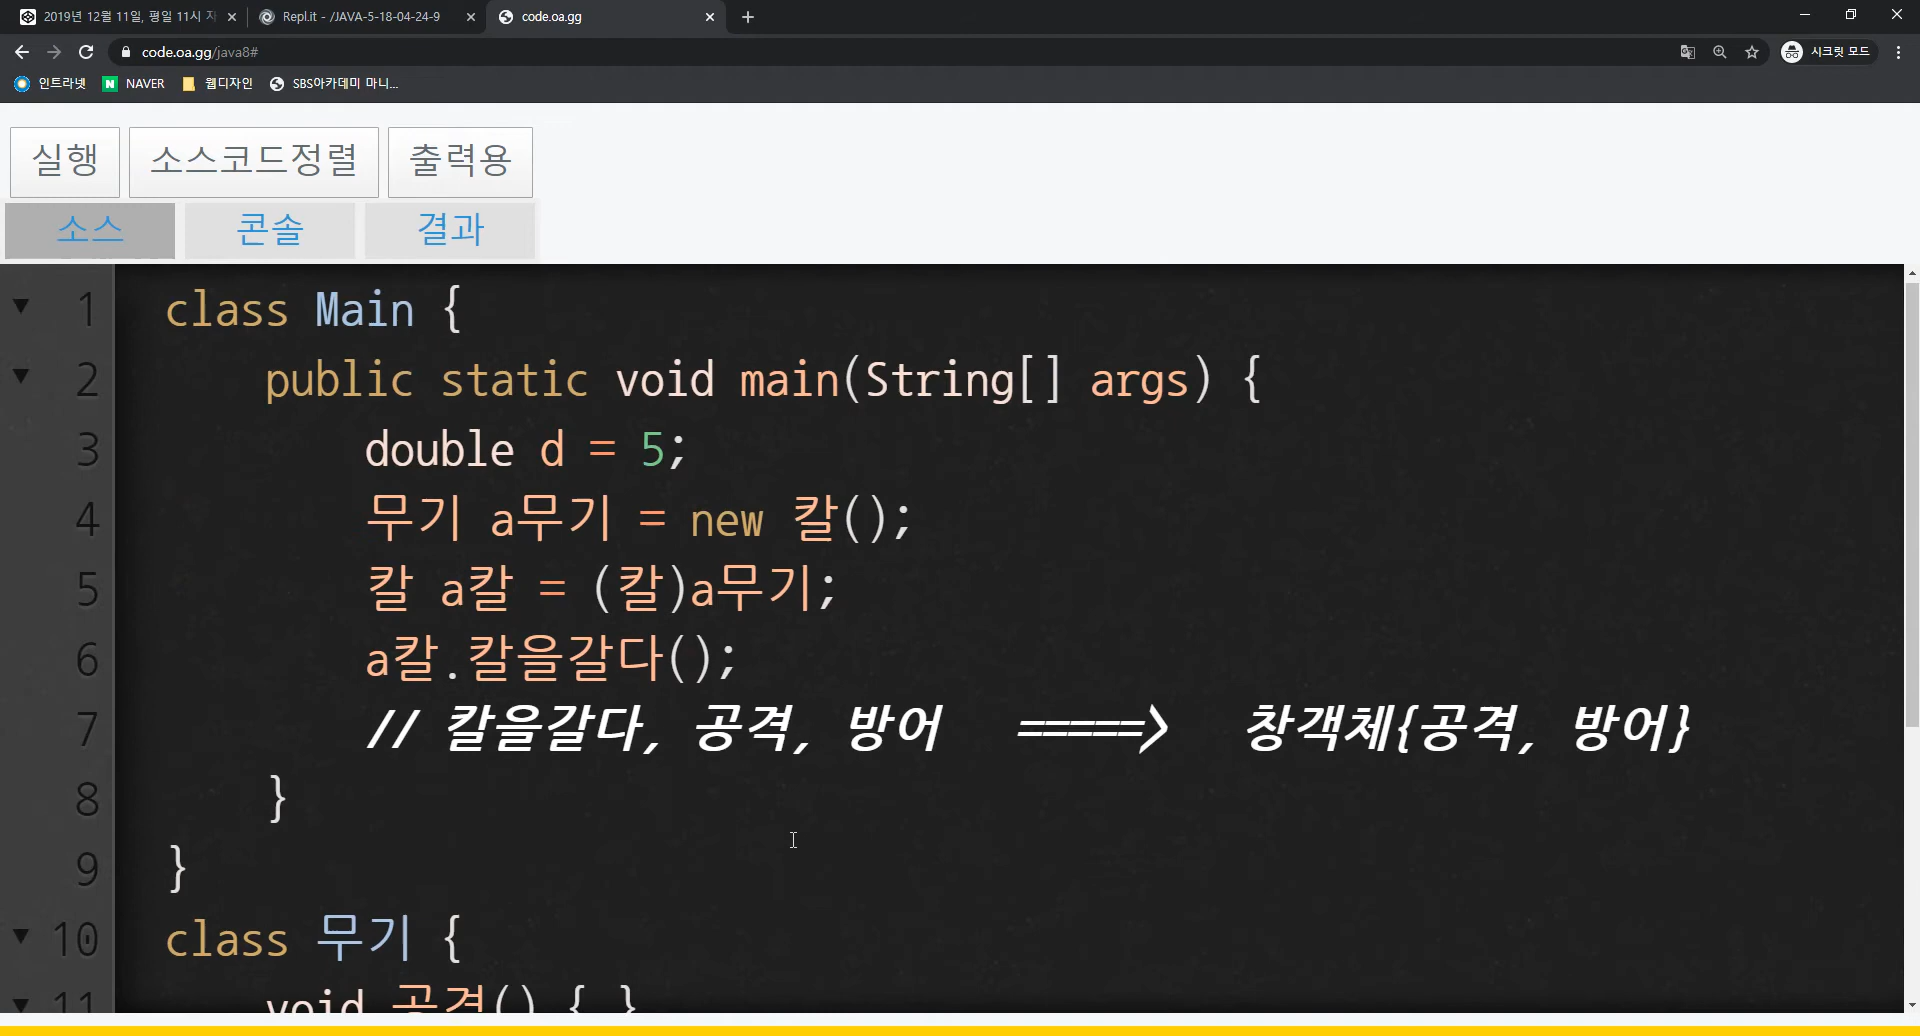 2019년 12월 11일, 평일 11시 자
Repl.it - /JAVA-5-18-04-24-9
code.oa.gg
code.oa.gg/java8#
시크릿 모드
인트라넷
N NAVER
웹디자인
SBS아카데미 마니...
실행 소스코드정렬 출력용
소스 콘솔 결과
1 class Main {
2 public static void main(String[] args) {
3 double d = 5;
4 무기 a무기 = new 칼();
5 칼 a칼 = (칼)a무기;
6 a칼.칼을갈다();
7 // 칼을갈다, 공격, 방어 =====> 창객체{공격, 방어}
8 }
9 }
10 class 무기 {
11 void 공격() { }